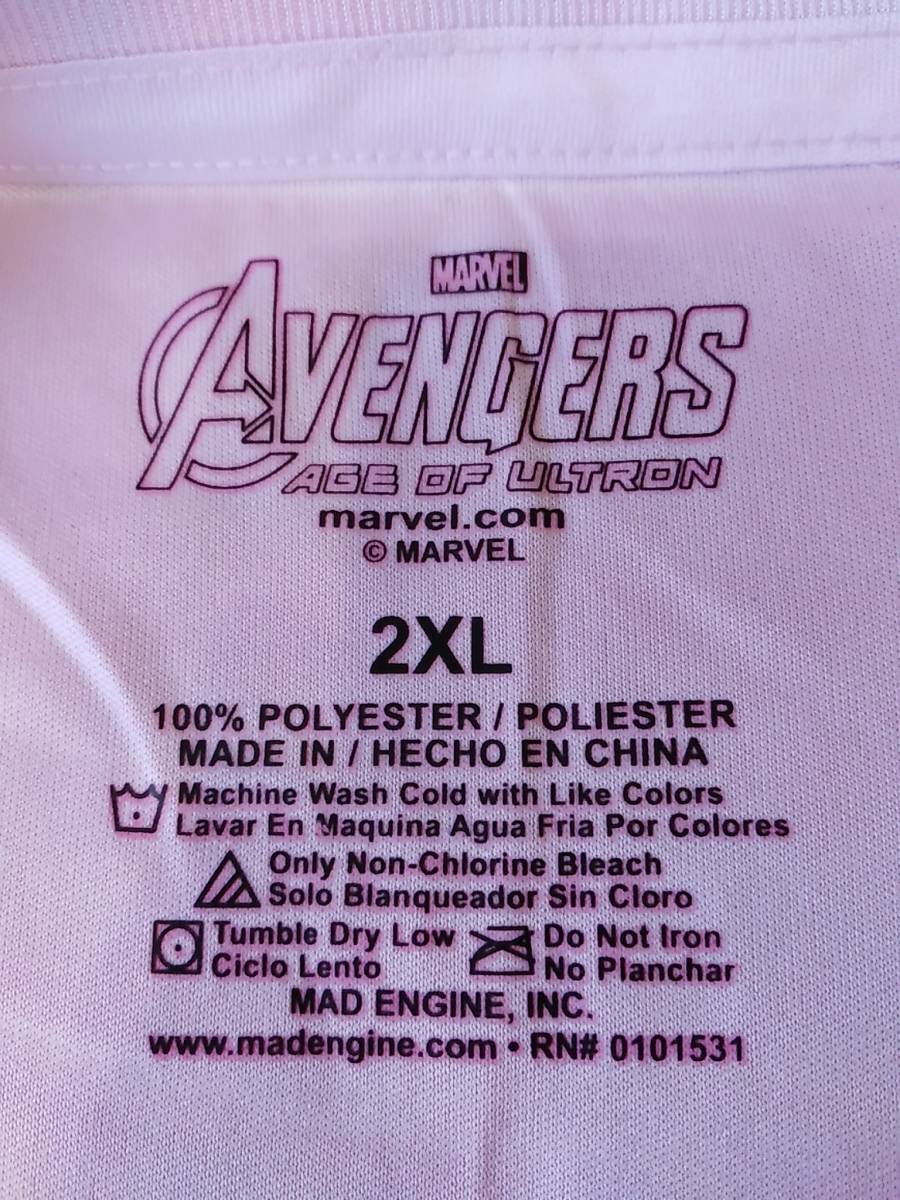 MARVEL
AVENGERS
AGE OF ULTRON
marvel.com
© MARVEL
2XL
100% POLYESTER / POLIESTER
MADE IN / HECHO EN CHINA
Machine Wash Cold with Like Colors
Lavar En Maquina Agua Fria Por Colores
Only Non-Chlorine Bleach
Solo Blanqueador Sin Cloro
Tumble Dry Low
Ciclo Lento
Do Not Iron
No Planchar
MAD ENGINE, INC.
www.madengine.com • RN# 0101531